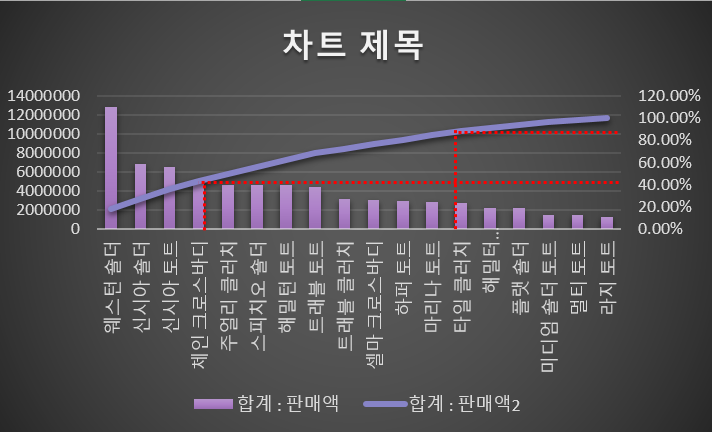 차트 제목
14000000
12000000
10000000
8000000
6000000
4000000
2000000
0
120.00%
100.00%
80.00%
60.00%
40.00%
20.00%
0.00%
웨스턴 숄더
신시아 숄더
신시아 토트
체인 크로스바디
주얼리 클러치
스피치오 숄더
해밀턴 토트
트래블 토트
트래블 클러치
셀마 크로스바디
하퍼 토트
마리나 토트
타일 클러치
해밀터…
플랫 숄더
미디엄 숄더 토트
멀티 토트
라지 토트
합계 : 판매액
합계 : 판매액2